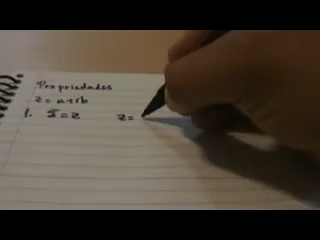 Propriedades
z = a+ib
1. z̿ = z z =